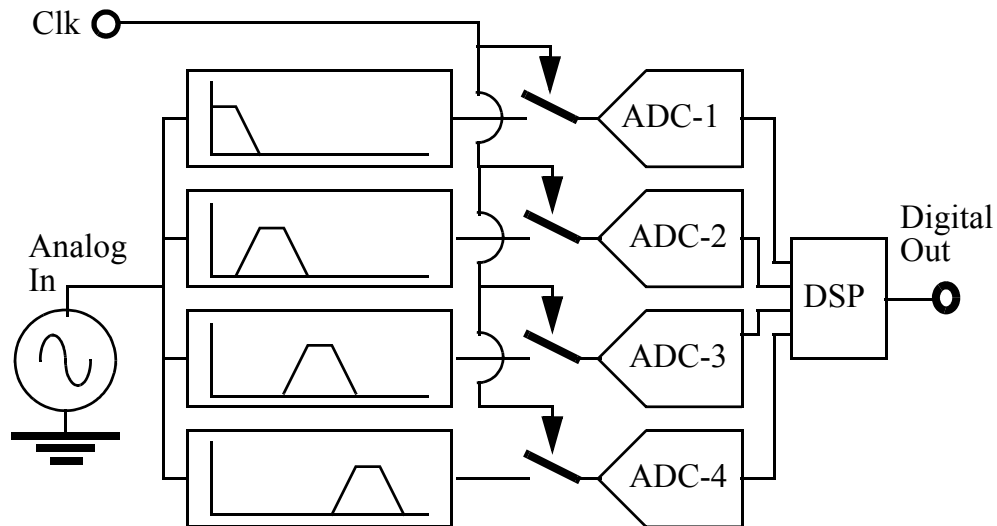 Clk
ADC-1
ADC-2
Analog
In
Digital
Out
DSP
ADC-3
ADC-4